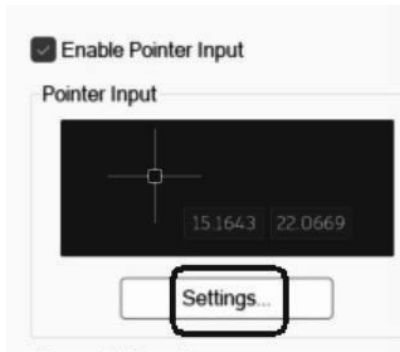 Enable Pointer Input
Pointer Input
15.1643 22.0669
Settings...